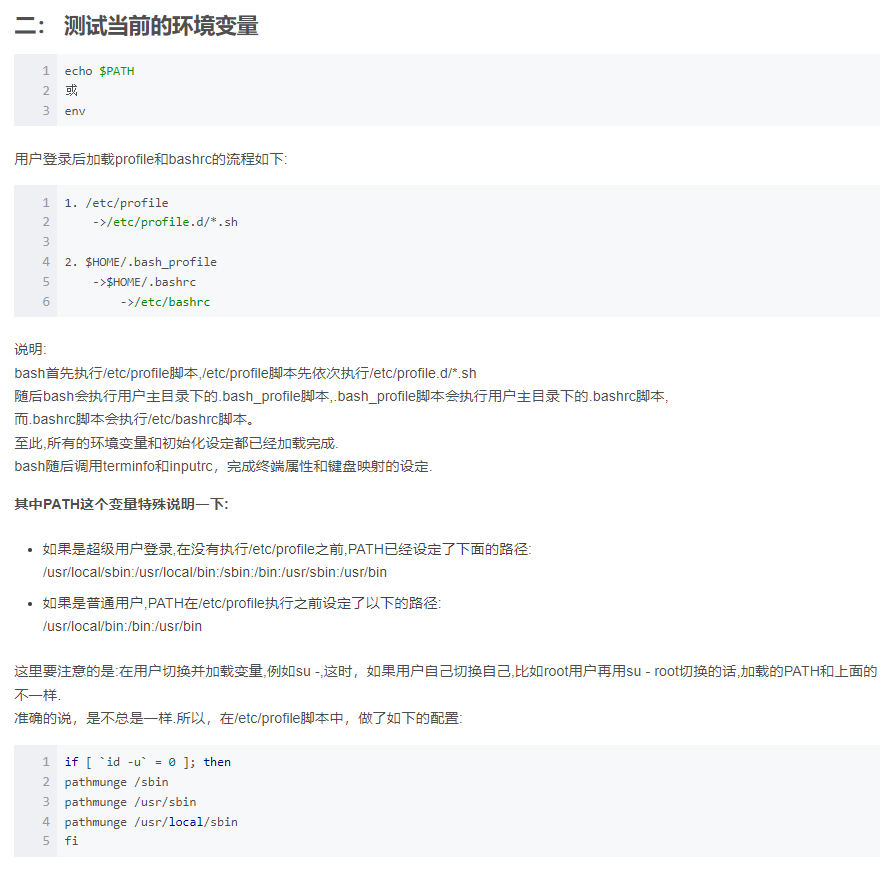 二： 测试当前的环境变量
1 echo $PATH
2 或
3 env
用户登录后加载profile和bashrc的流程如下:
1 1. /etc/profile
2 ->/etc/profile.d/*.sh
3
4 2. $HOME/.bash_profile
5 ->$HOME/.bashrc
6 ->/etc/bashrc
说明:
bash首先执行/etc/profile脚本,/etc/profile脚本先依次执行/etc/profile.d/*.sh
随后bash会执行用户主目录下的.bash_profile脚本,.bash_profile脚本会执行用户主目录下的.bashrc脚本,
而.bashrc脚本会执行/etc/bashrc脚本。
至此,所有的环境变量和初始化设定都已经加载完成.
bash随后调用terminfo和inputrc，完成终端属性和键盘映射的设定.
其中PATH这个变量特殊说明一下:
• 如果是超级用户登录,在没有执行/etc/profile之前,PATH已经设定了下面的路径:
/usr/local/sbin:/usr/local/bin:/sbin:/bin:/usr/sbin:/usr/bin
• 如果是普通用户,PATH在/etc/profile执行之前设定了以下的路径:
/usr/local/bin:/bin:/usr/bin
这里要注意的是:在用户切换并加载变量,例如su -,这时，如果用户自己切换自己,比如root用户再用su - root切换的话,加载的PATH和上面的
不一样.
准确的说，是不总是一样.所以，在/etc/profile脚本中，做了如下的配置:
1 if [ `id -u` = 0 ]; then
2 pathmunge /sbin
3 pathmunge /usr/sbin
4 pathmunge /usr/local/sbin
5 fi